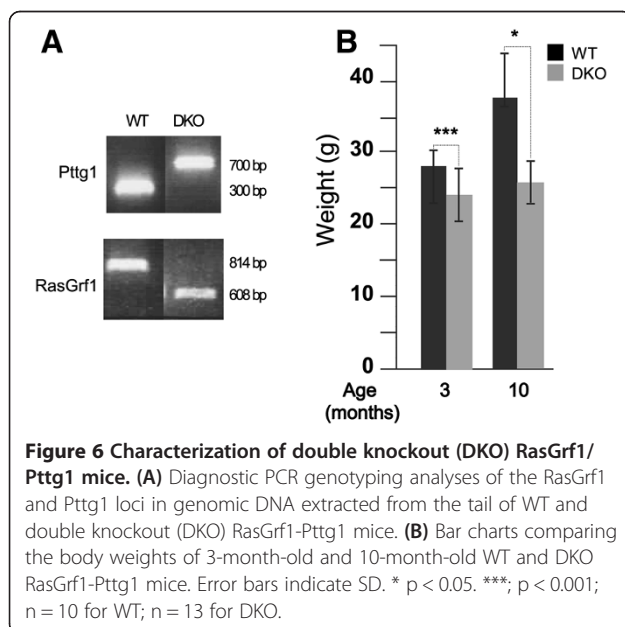 A
WT DKO
Pttg1
700 bp
300 bp
RasGrf1
814 bp
608 bp
B
*
WT
DKO
***
Weight (g)
40
30
20
10
0
Age
(months)
3 10
Figure 6 Characterization of double knockout (DKO) RasGrf1/
Pttg1 mice. (A) Diagnostic PCR genotyping analyses of the RasGrf1
and Pttg1 loci in genomic DNA extracted from the tail of WT and
double knockout (DKO) RasGrf1-Pttg1 mice. (B) Bar charts comparing
the body weights of 3-month-old and 10-month-old WT and DKO
RasGrf1-Pttg1 mice. Error bars indicate SD. * p < 0.05. ***; p < 0.001;
n = 10 for WT; n = 13 for DKO.